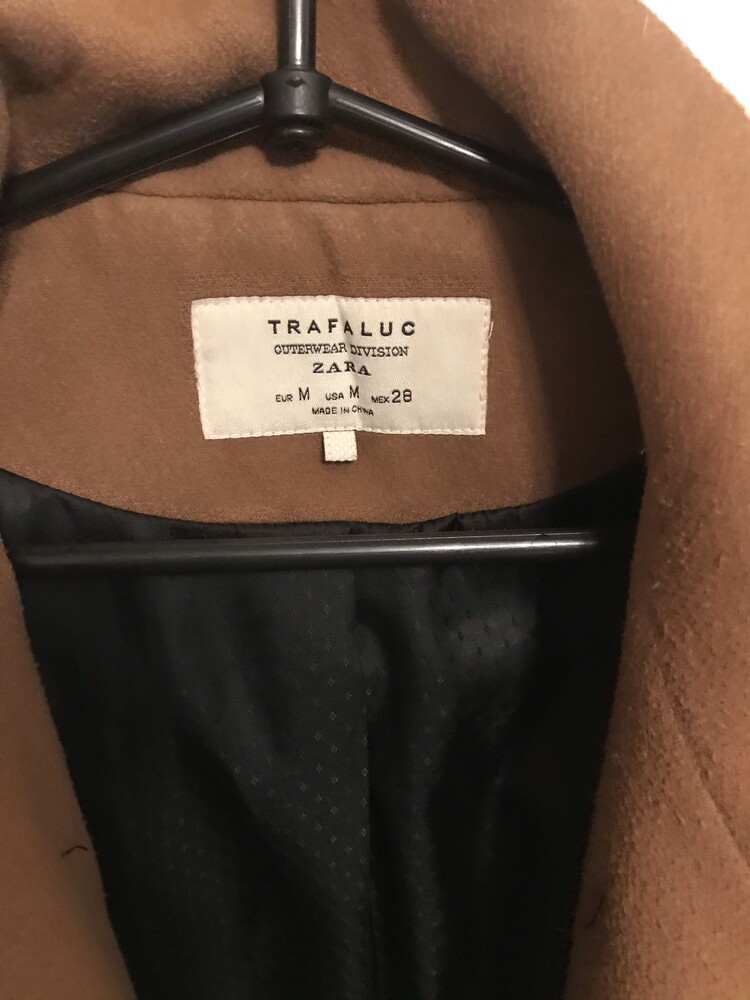 TRAFALUC
OUTERWEAR DIVISION
ZARA
EUR M USA M MEX 28
MADE IN CHINA